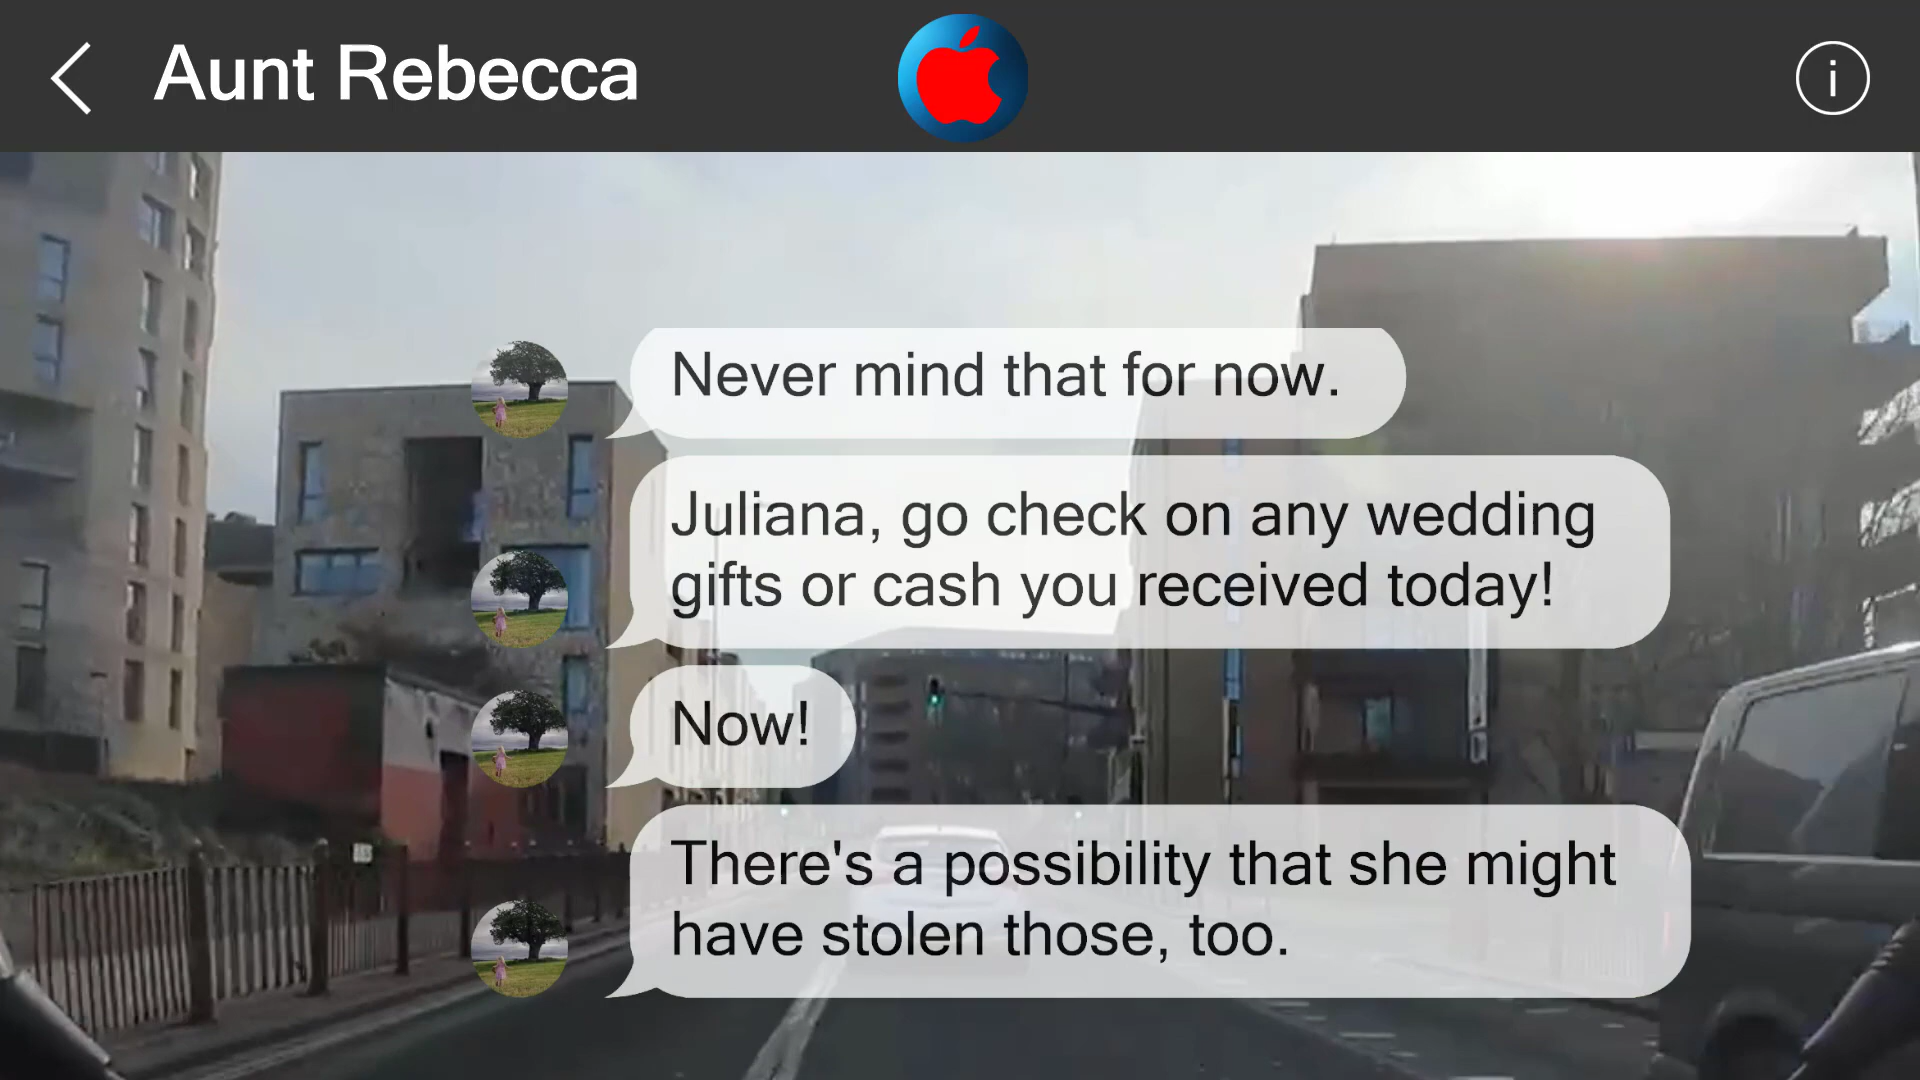 Aunt Rebecca
Never mind that for now.
Juliana, go check on any wedding
gifts or cash you received today!
Now!
There's a possibility that she might
have stolen those, too.